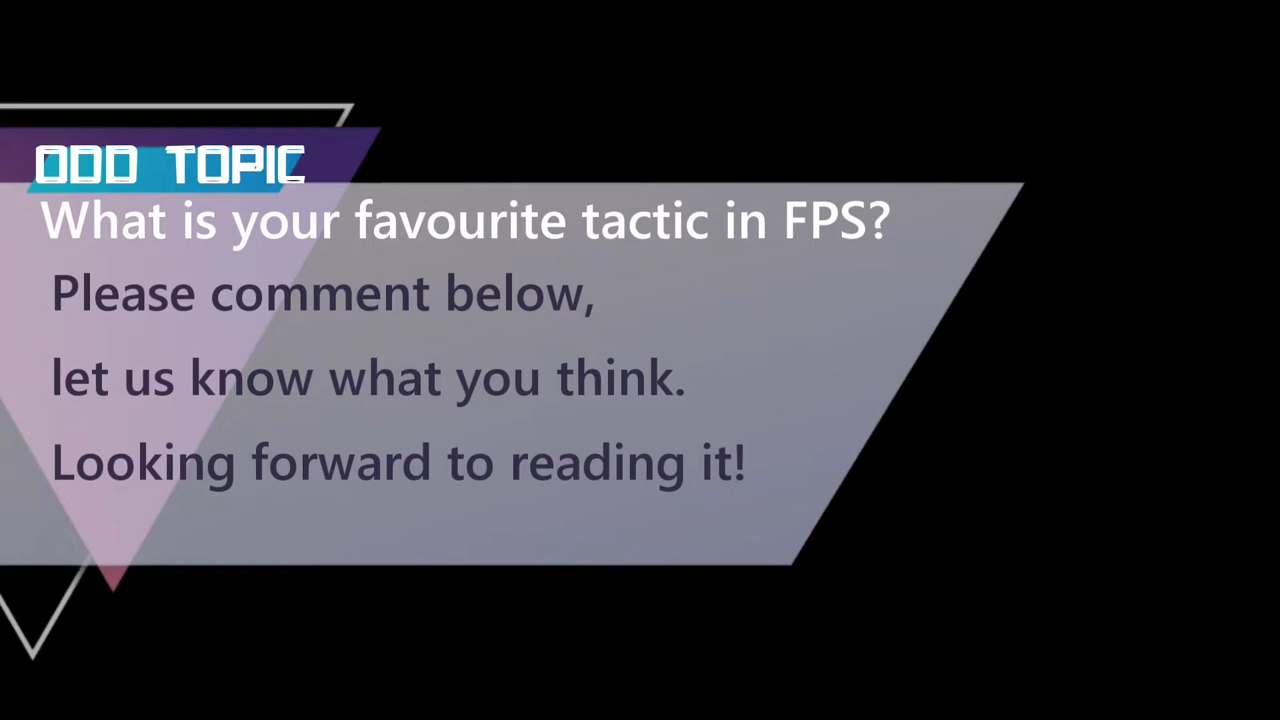 ODD TOPIC
What is your favourite tactic in FPS?
Please comment below,
let us know what you think.
Looking forward to reading it!